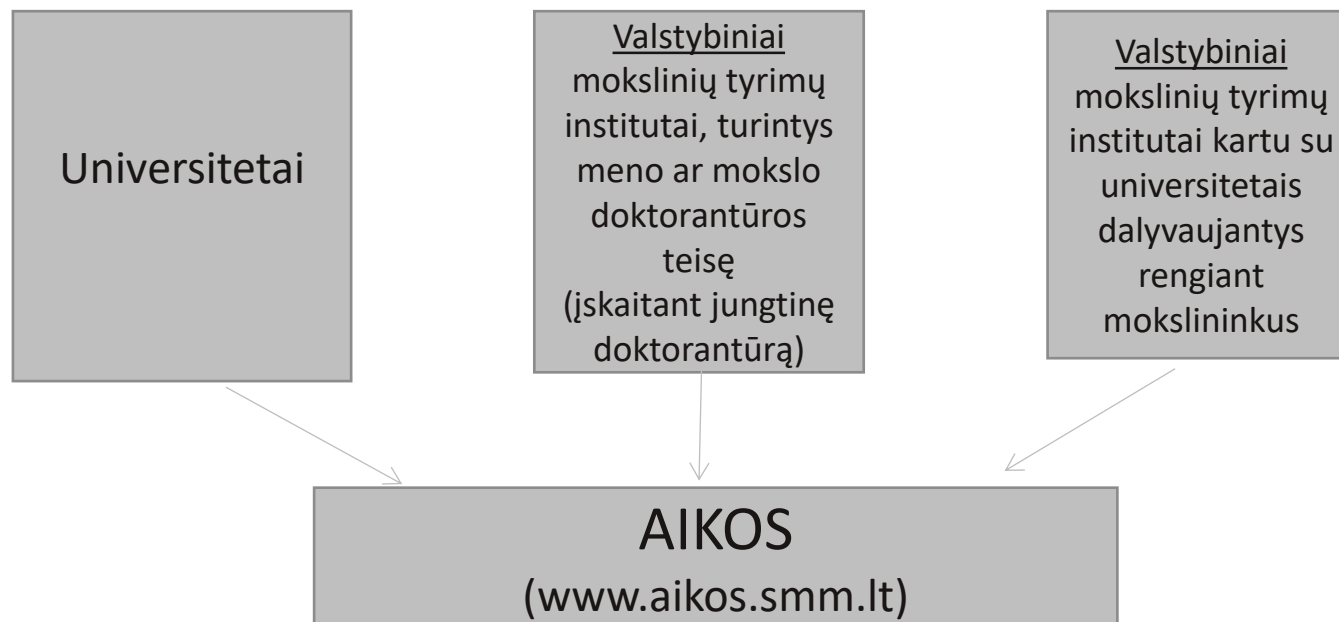 Universitetai
Valstybiniai
mokslinių tyrimų
institutai, turintys
meno ar mokslo
doktorantūros
teisę
(įskaitant jungtinę
doktorantūrą)
Valstybiniai
mokslinių tyrimų
institutai kartu su
universitetais
dalyvaujantys
rengiant
mokslininkus
AIKOS
(www.aikos.smm.lt)